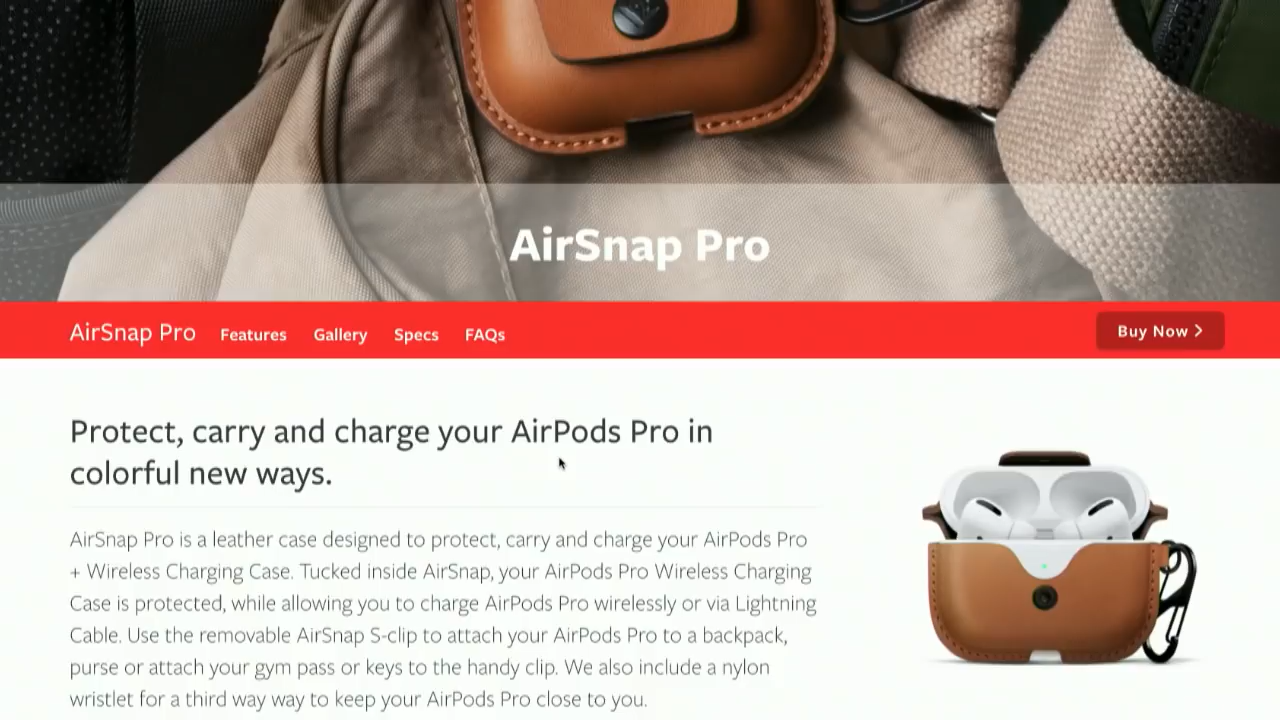 AirSnap Pro
AirSnap Pro Features Gallery Specs FAQs Buy Now
Protect, carry and charge your AirPods Pro in
colorful new ways.
AirSnap Pro is a leather case designed to protect, carry and charge your AirPods Pro
+ Wireless Charging Case. Tucked inside AirSnap, your AirPods Pro Wireless Charging
Case is protected, while allowing you to charge AirPods Pro wirelessly or via Lightning
Cable. Use the removable AirSnap S-clip to attach your AirPods Pro to a backpack,
purse or attach your gym pass or keys to the handy clip. We also include a nylon
wristlet for a third way way to keep your AirPods Pro close to you.